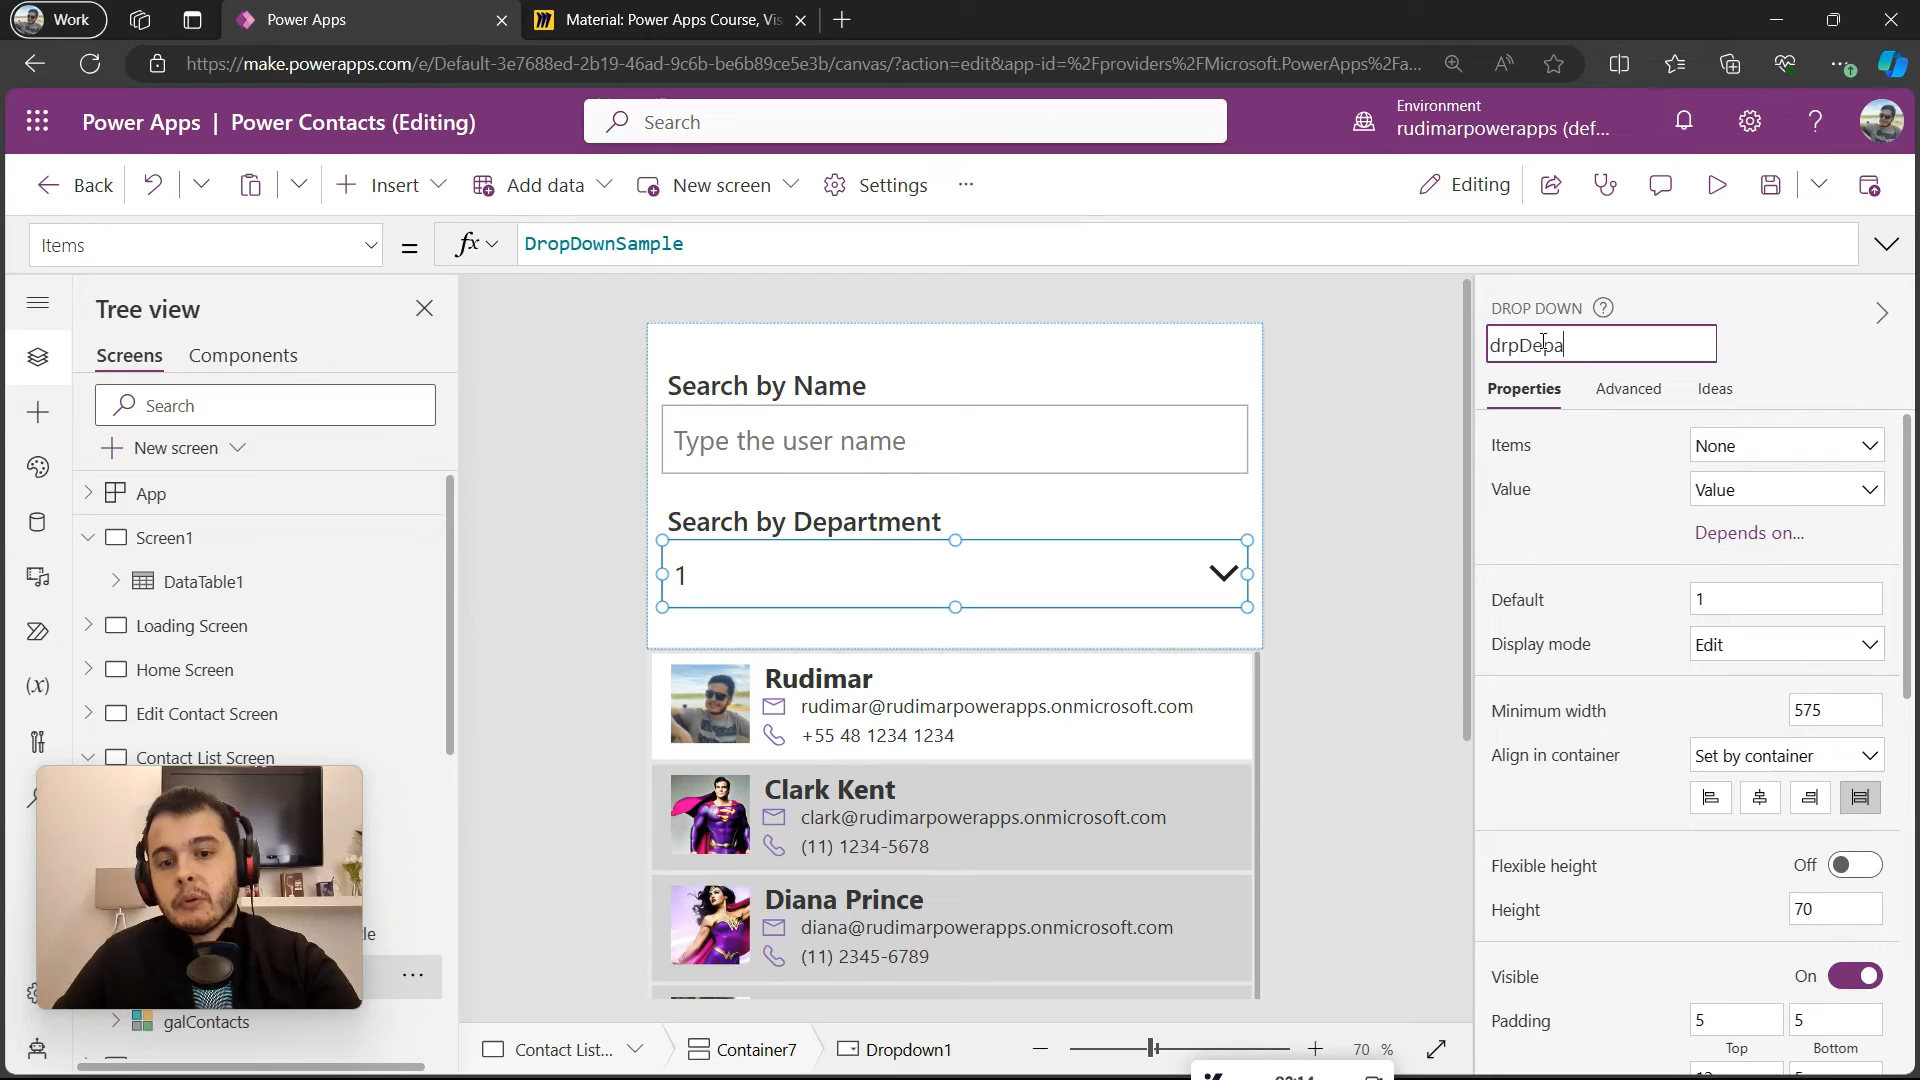 Work
Power Apps
Material: Power Apps Course, Vis
https://make.powerapps.com/e/Default-3e7688ed-2b19-46ad-9c6b-be6b89ce5e3b/canvas/?action=edit&app-id=%2Fproviders%2FMicrosoft.PowerApps%2Fa...
Power Apps | Power Contacts (Editing)
Search
Environment
rudimarpowerapps (def...
Back
Insert
Add data
New screen
Settings
Editing
Items
=
fx
DropDownSample
Tree view
Screens
Components
Search
New screen
App
Screen1
DataTable1
Loading Screen
Home Screen
Edit Contact Screen
Contact List Screen
le
galContacts
Search by Name
Type the user name
Search by Department
1
Rudimar
rudimar@rudimarpowerapps.onmicrosoft.com
+55 48 1234 1234
Clark Kent
clark@rudimarpowerapps.onmicrosoft.com
(11) 1234-5678
Diana Prince
diana@rudimarpowerapps.onmicrosoft.com
(11) 2345-6789
Contact List...
Container7
Dropdown1
70 %
DROP DOWN
drpDepa
Properties
Advanced
Ideas
Items
None
Value
Value
Depends on...
Default
1
Display mode
Edit
Minimum width
575
Align in container
Set by container
Flexible height
Off
Height
70
Visible
On
Padding
5
5
Top
Bottom